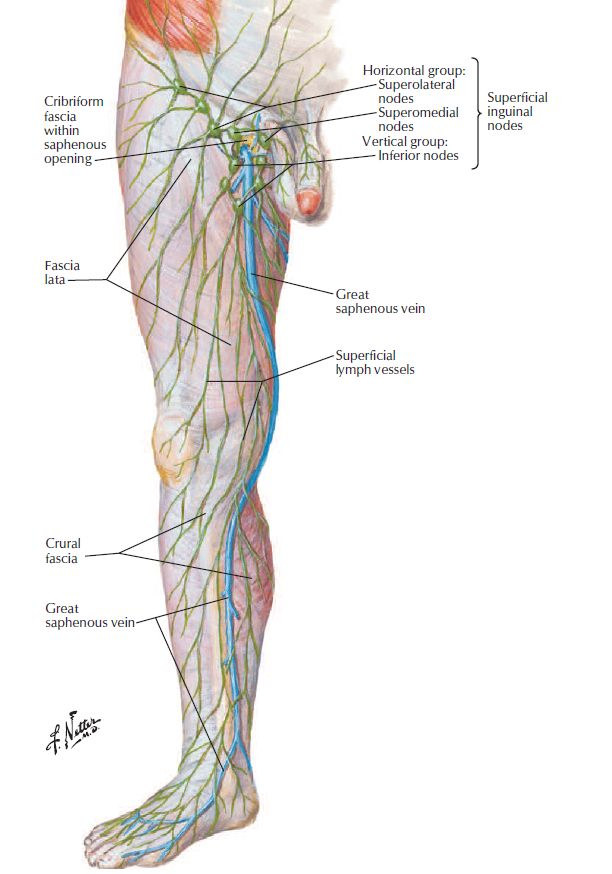 Horizontal group:
Superolateral
nodes
Superomedial
nodes
Vertical group:
Inferior nodes
Superficial
inguinal
nodes
Cribriform
fascia
within
saphenous
opening
Fascia
lata
Great
saphenous vein
Superficial
lymph vessels
Crural
fascia
Great
saphenous vein
F. Netter
M.D.